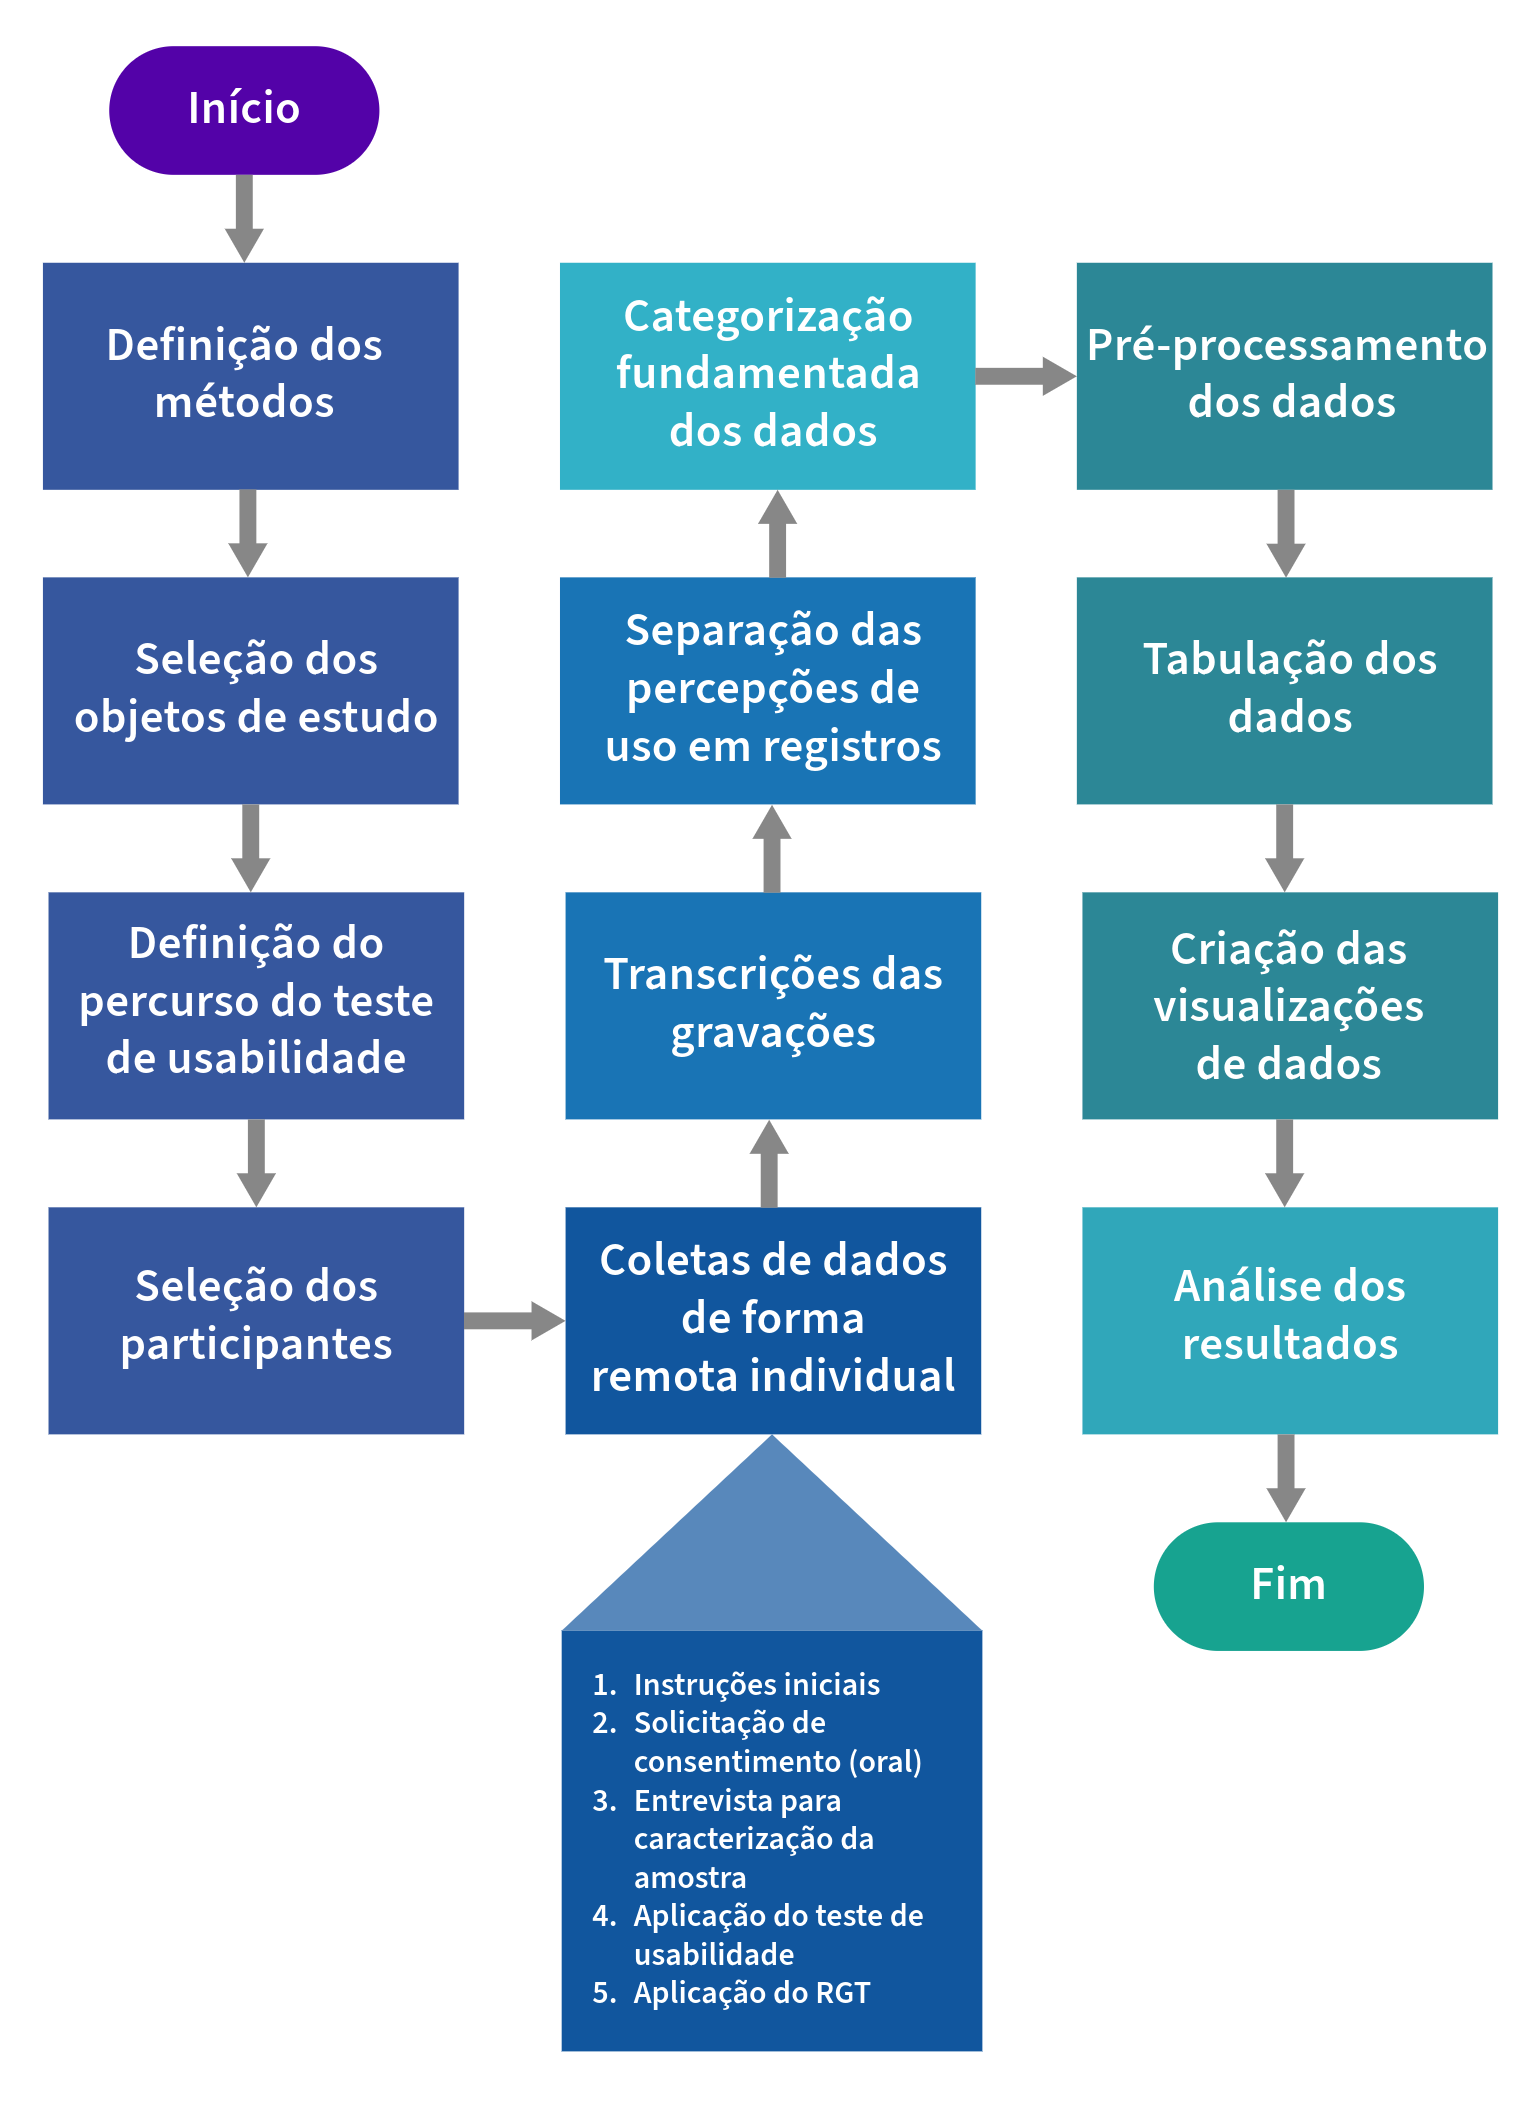 Início
Definição dos
métodos
Seleção dos
objetos de estudo
Definição do
percurso do teste
de usabilidade
Seleção dos
participantes
Coletas de dados
de forma
remota individual
1. Instruções iniciais
2. Solicitação de
consentimento (oral)
3. Entrevista para
caracterização da
amostra
4. Aplicação do teste de
usabilidade
5. Aplicação do RGT
Transcrições das
gravações
Separação das
percepções de
uso em registros
Categorização
fundamentada
dos dados
Pré-processamento
dos dados
Tabulação dos
dados
Criação das
visualizações
de dados
Análise dos
resultados
Fim